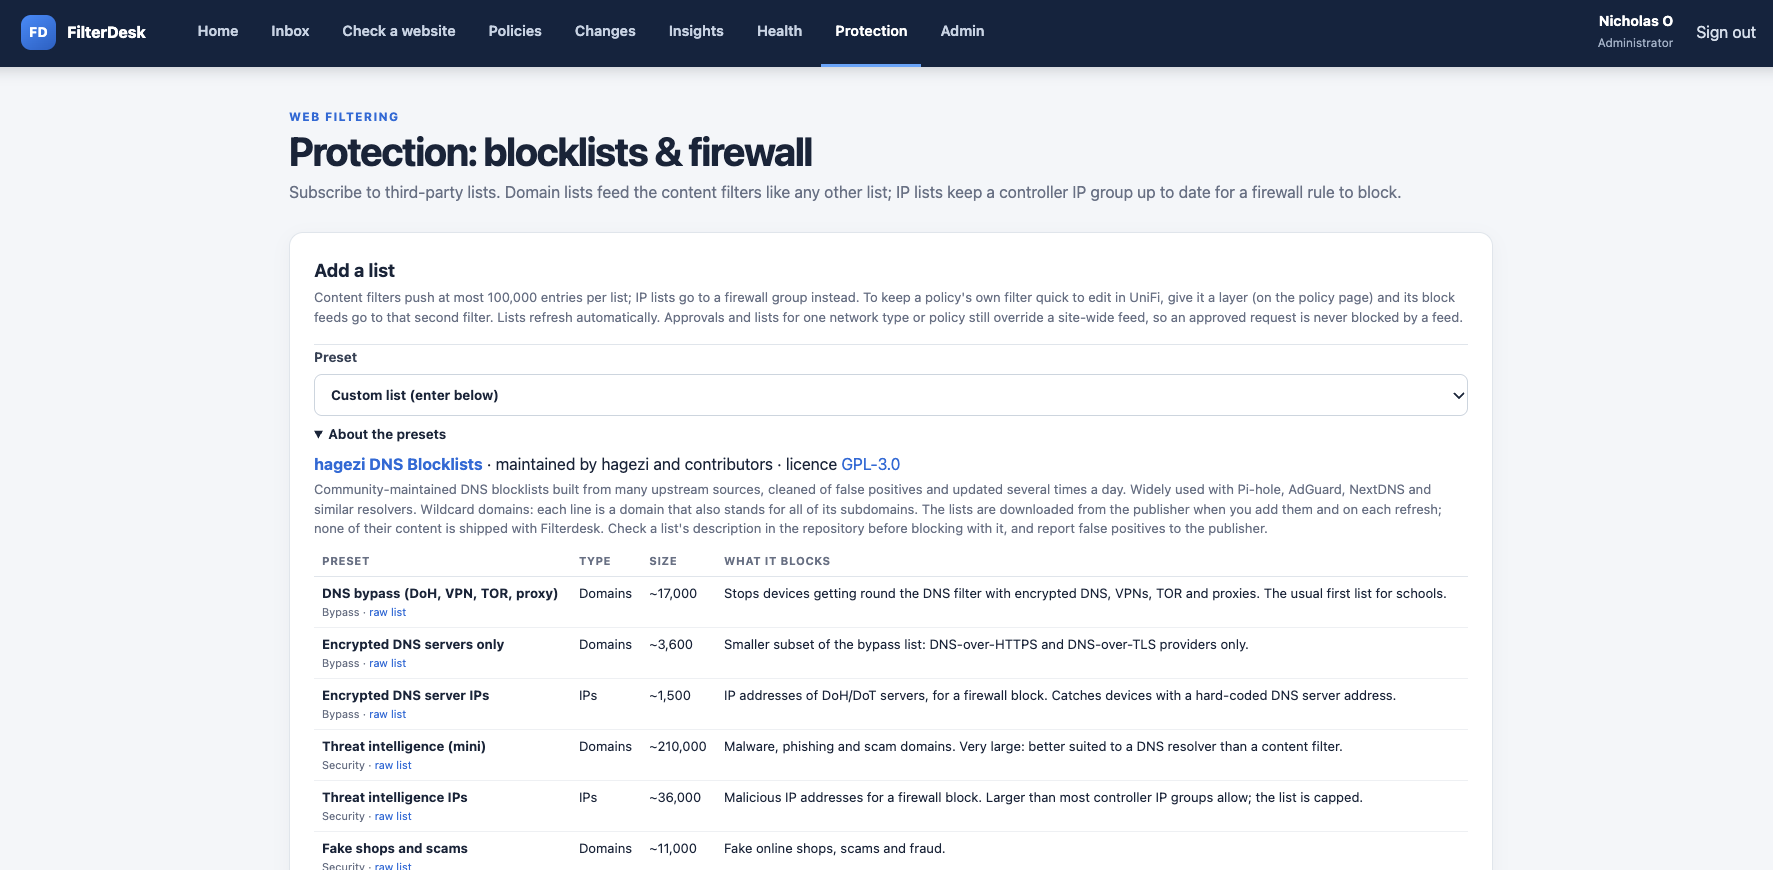 FD FilterDesk Home Inbox Check a website Policies Changes Insights Health Protection Admin Nicholas O Administrator Sign out
WEB FILTERING
Protection: blocklists & firewall
Subscribe to third-party lists. Domain lists feed the content filters like any other list; IP lists keep a controller IP group up to date for a firewall rule to block.
Add a list
Content filters push at most 100,000 entries per list; IP lists go to a firewall group instead. To keep a policy's own filter quick to edit in UniFi, give it a layer (on the policy page) and its block
feeds go to that second filter. Lists refresh automatically. Approvals and lists for one network type or policy still override a site-wide feed, so an approved request is never blocked by a feed.
Preset
Custom list (enter below)
▼ About the presets
hagezi DNS Blocklists · maintained by hagezi and contributors · licence GPL-3.0
Community-maintained DNS blocklists built from many upstream sources, cleaned of false positives and updated several times a day. Widely used with Pi-hole, AdGuard, NextDNS and
similar resolvers. Wildcard domains: each line is a domain that also stands for all of its subdomains. The lists are downloaded from the publisher when you add them and on each refresh;
none of their content is shipped with Filterdesk. Check a list's description in the repository before blocking with it, and report false positives to the publisher.
PRESET TYPE SIZE WHAT IT BLOCKS
DNS bypass (DoH, VPN, TOR, proxy) Domains ~17,000 Stops devices getting round the DNS filter with encrypted DNS, VPNs, TOR and proxies. The usual first list for schools.
Bypass · raw list
Encrypted DNS servers only Domains ~3,600 Smaller subset of the bypass list: DNS-over-HTTPS and DNS-over-TLS providers only.
Bypass · raw list
Encrypted DNS server IPs IPs ~1,500 IP addresses of DoH/DoT servers, for a firewall block. Catches devices with a hard-coded DNS server address.
Bypass · raw list
Threat intelligence (mini) Domains ~210,000 Malware, phishing and scam domains. Very large: better suited to a DNS resolver than a content filter.
Security · raw list
Threat intelligence IPs IPs ~36,000 Malicious IP addresses for a firewall block. Larger than most controller IP groups allow; the list is capped.
Security · raw list
Fake shops and scams Domains ~11,000 Fake online shops, scams and fraud.
Security · raw list